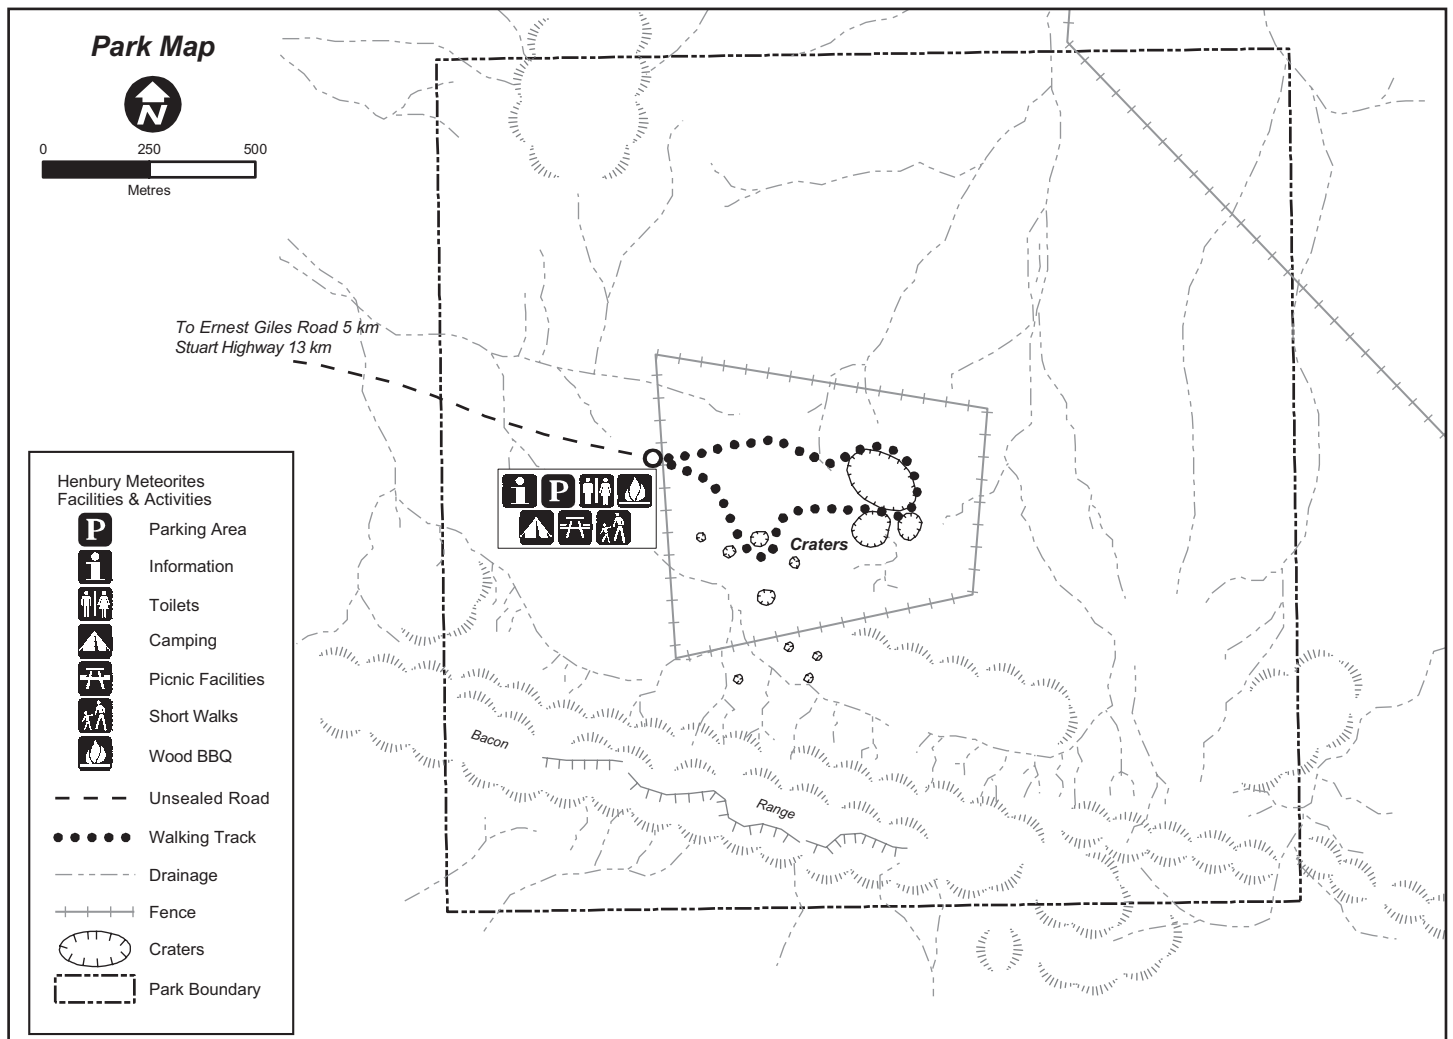 Park Map
N
0 250 500
Metres
To Ernest Giles Road 5 km
Stuart Highway 13 km
i P
Craters
Bacon
Range
Henbury Meteorites
Facilities & Activities
P Parking Area
i Information
Toilets
Camping
Picnic Facilities
Short Walks
Wood BBQ
Unsealed Road
Walking Track
Drainage
Fence
Craters
Park Boundary